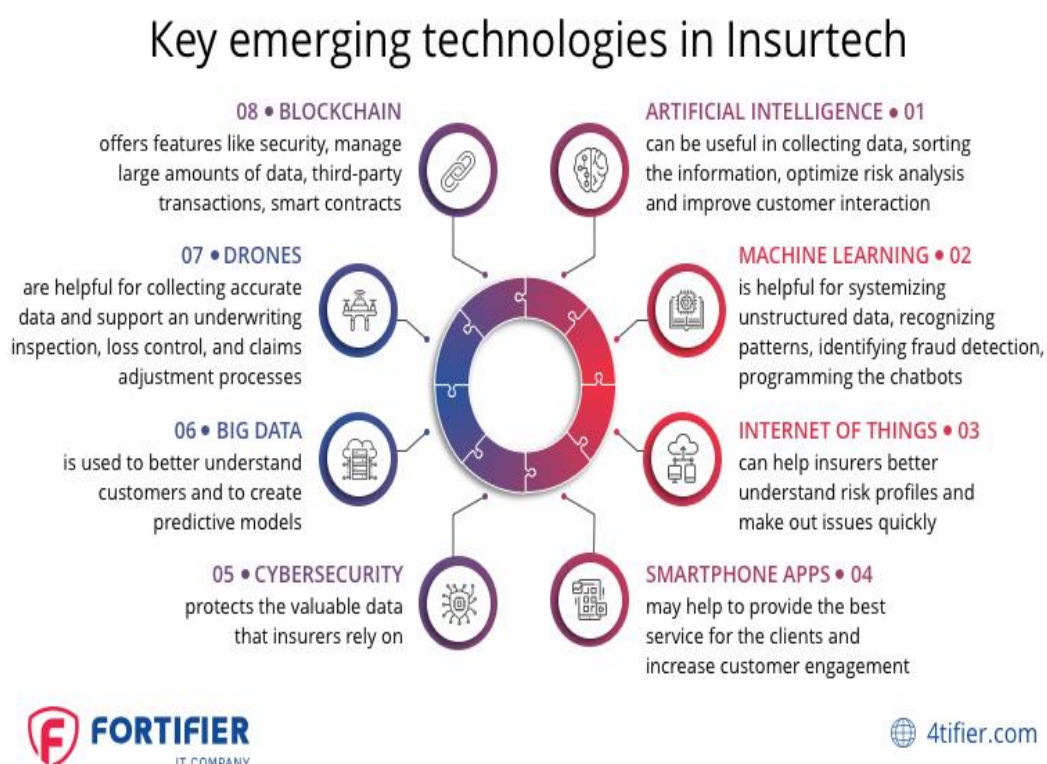 Key emerging technologies in Insurtech
08 • BLOCKCHAIN
offers features like security, manage
large amounts of data, third-party
transactions, smart contracts
ARTIFICIAL INTELLIGENCE • 01
can be useful in collecting data, sorting
the information, optimize risk analysis
and improve customer interaction
07 • DRONES
are helpful for collecting accurate
data and support an underwriting
inspection, loss control, and claims
adjustment processes
MACHINE LEARNING • 02
is helpful for systemizing
unstructured data, recognizing
patterns, identifying fraud detection,
programming the chatbots
06 • BIG DATA
is used to better understand
customers and to create
predictive models
INTERNET OF THINGS • 03
can help insurers better
understand risk profiles and
make out issues quickly
05 • CYBERSECURITY
protects the valuable data
that insurers rely on
SMARTPHONE APPS • 04
may help to provide the best
service for the clients and
increase customer engagement
FORTIFIER
IT COMPANY
4tifier.com